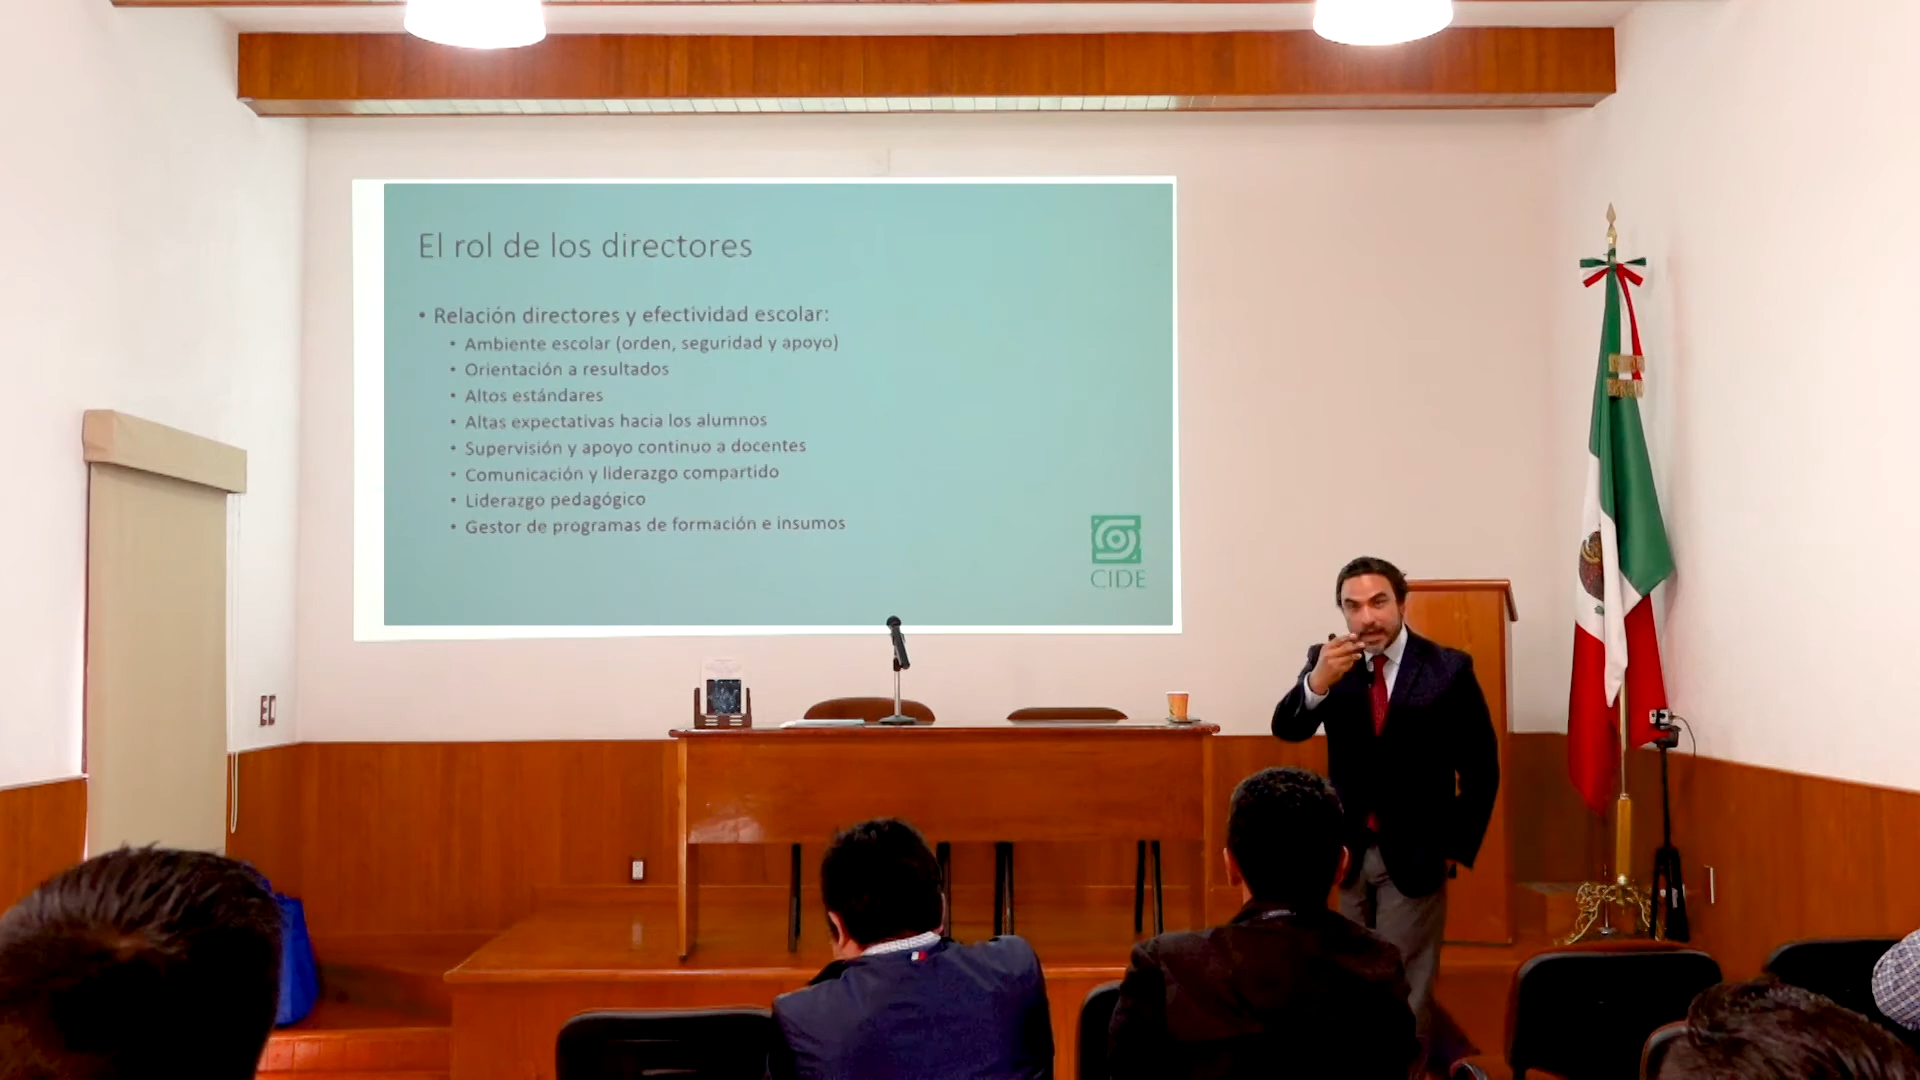 El rol de los directores
• Relación directores y efectividad escolar:
• Ambiente escolar (orden, seguridad y apoyo)
• Orientación a resultados
• Altos estándares
• Altas expectativas hacia los alumnos
• Supervisión y apoyo continuo a docentes
• Comunicación y liderazgo compartido
• Liderazgo pedagógico
• Gestor de programas de formación e insumos
CIDE